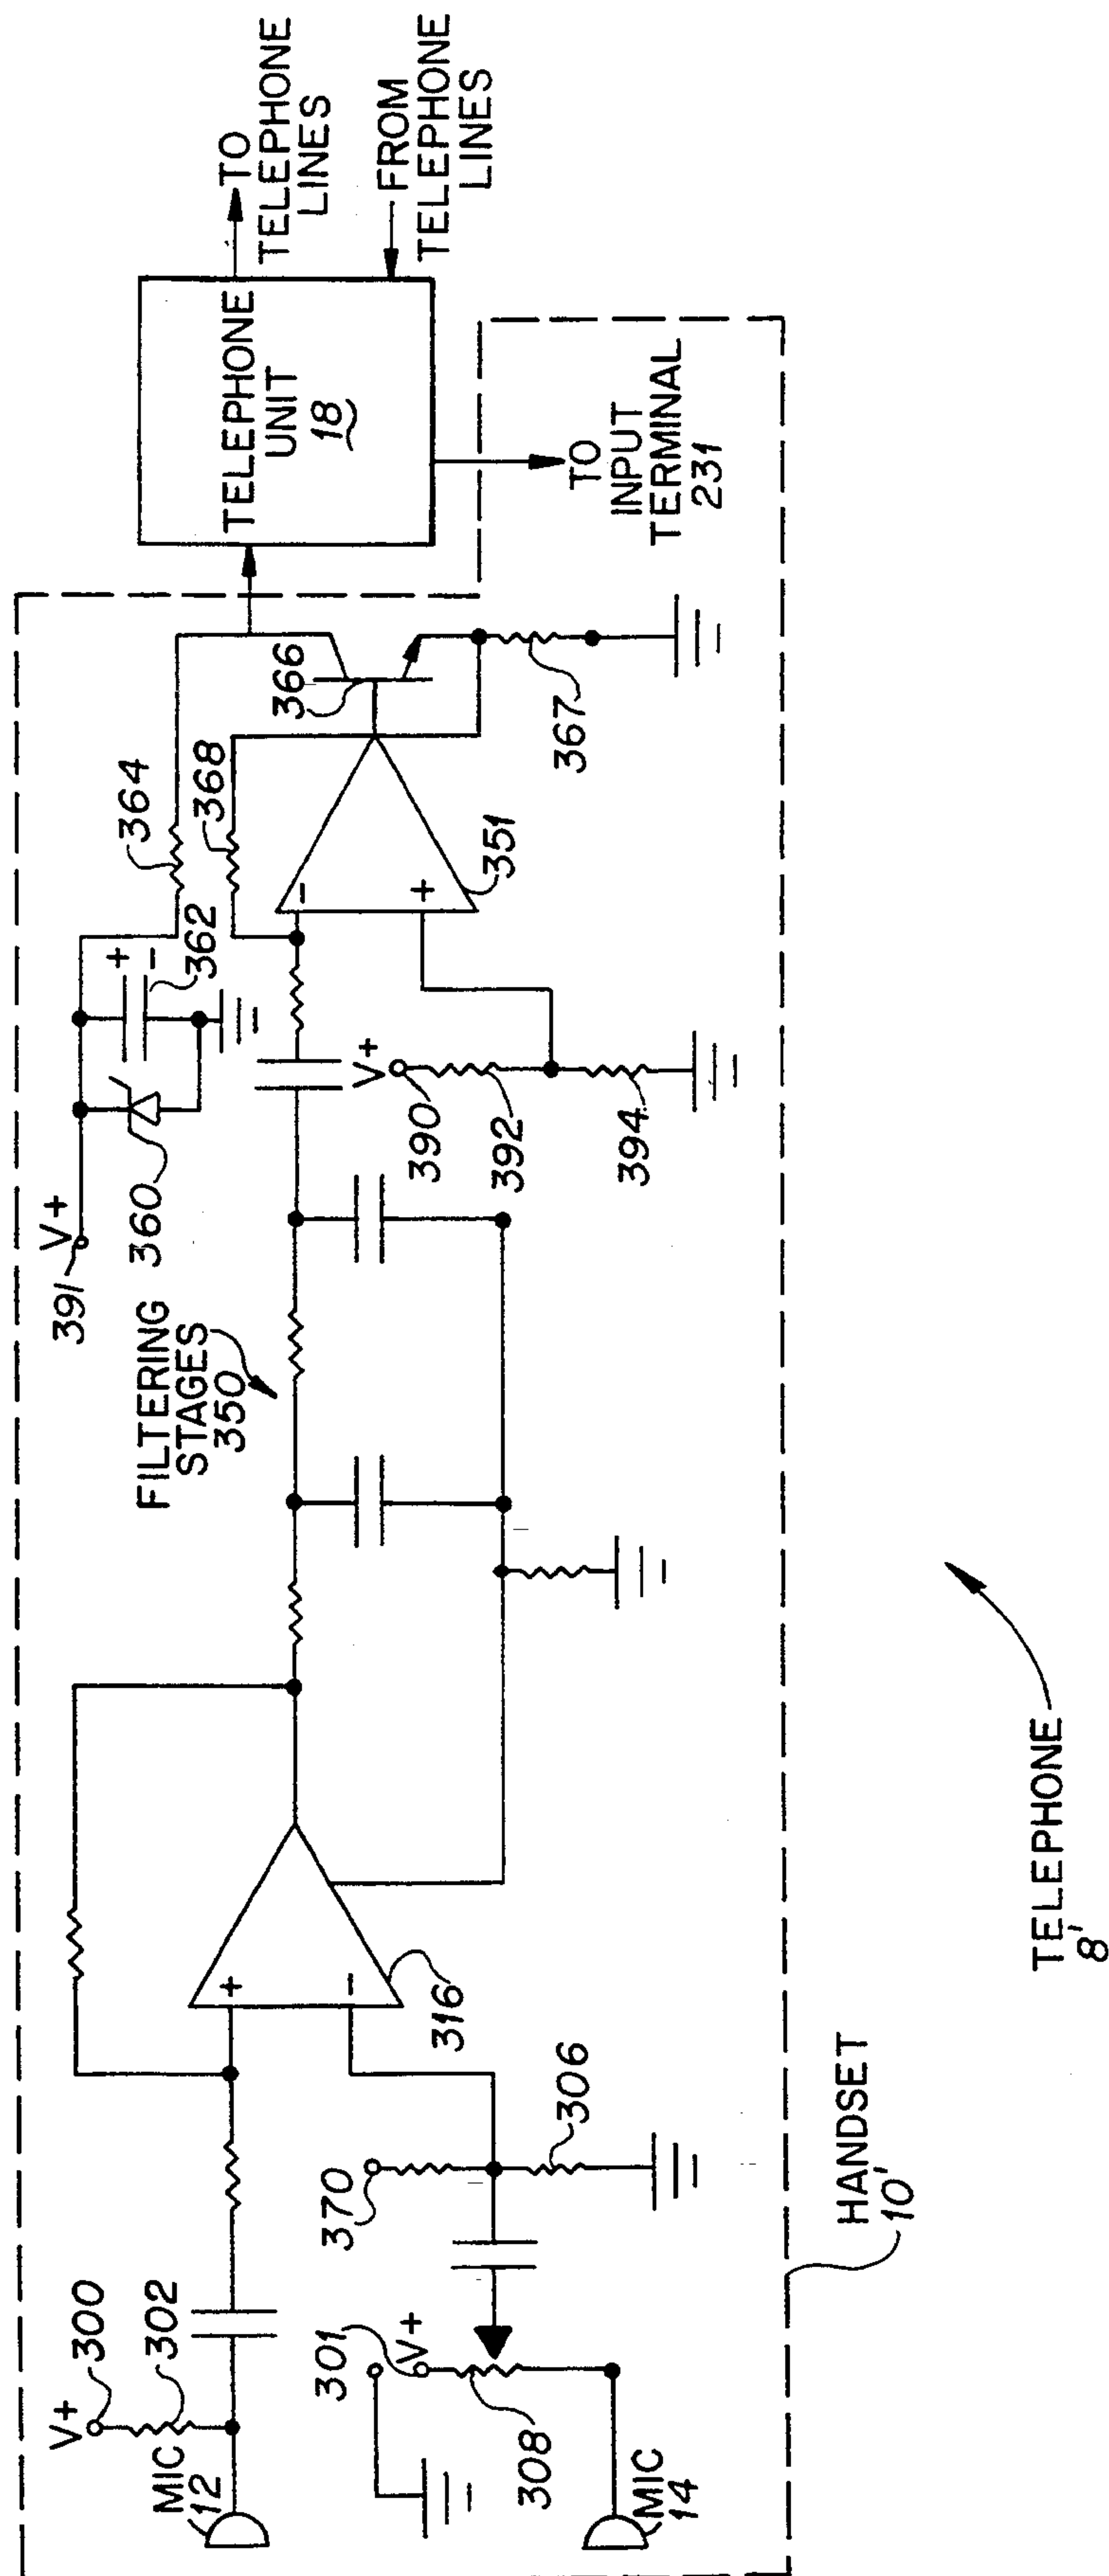 V+
300
302
MIC
12
301
V+
308
MIC
14
370
306
+
-
316
FILTERING
STAGES
350
V+
391
360
+
-
362
364
368
V+
390
392
394
-
+
351
366
367
TELEPHONE
UNIT
18
TO
TELEPHONE
LINES
FROM
TELEPHONE
LINES
TO
INPUT
TERMINAL
231
HANDSET
10'
TELEPHONE
8'